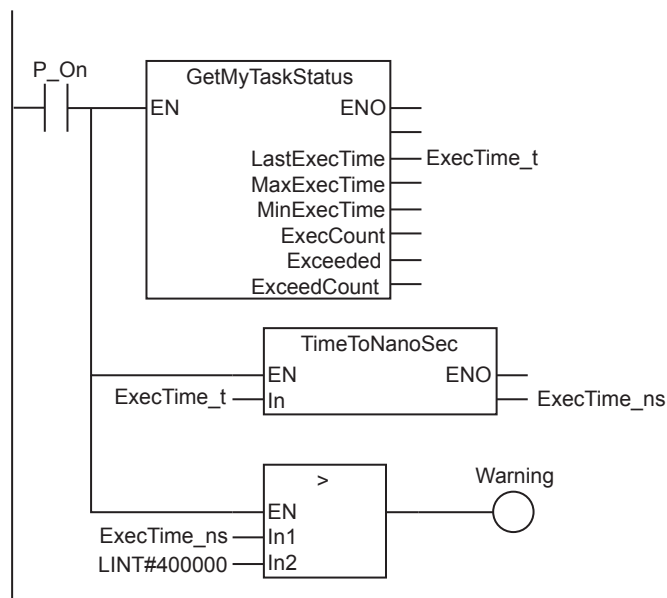 P_On
GetMyTaskStatus
EN ENO
LastExecTime ExecTime_t
MaxExecTime
MinExecTime
ExecCount
Exceeded
ExceedCount
TimeToNanoSec
EN ENO
ExecTime_t In ExecTime_ns
> Warning
EN
ExecTime_ns In1
LINT#400000 In2